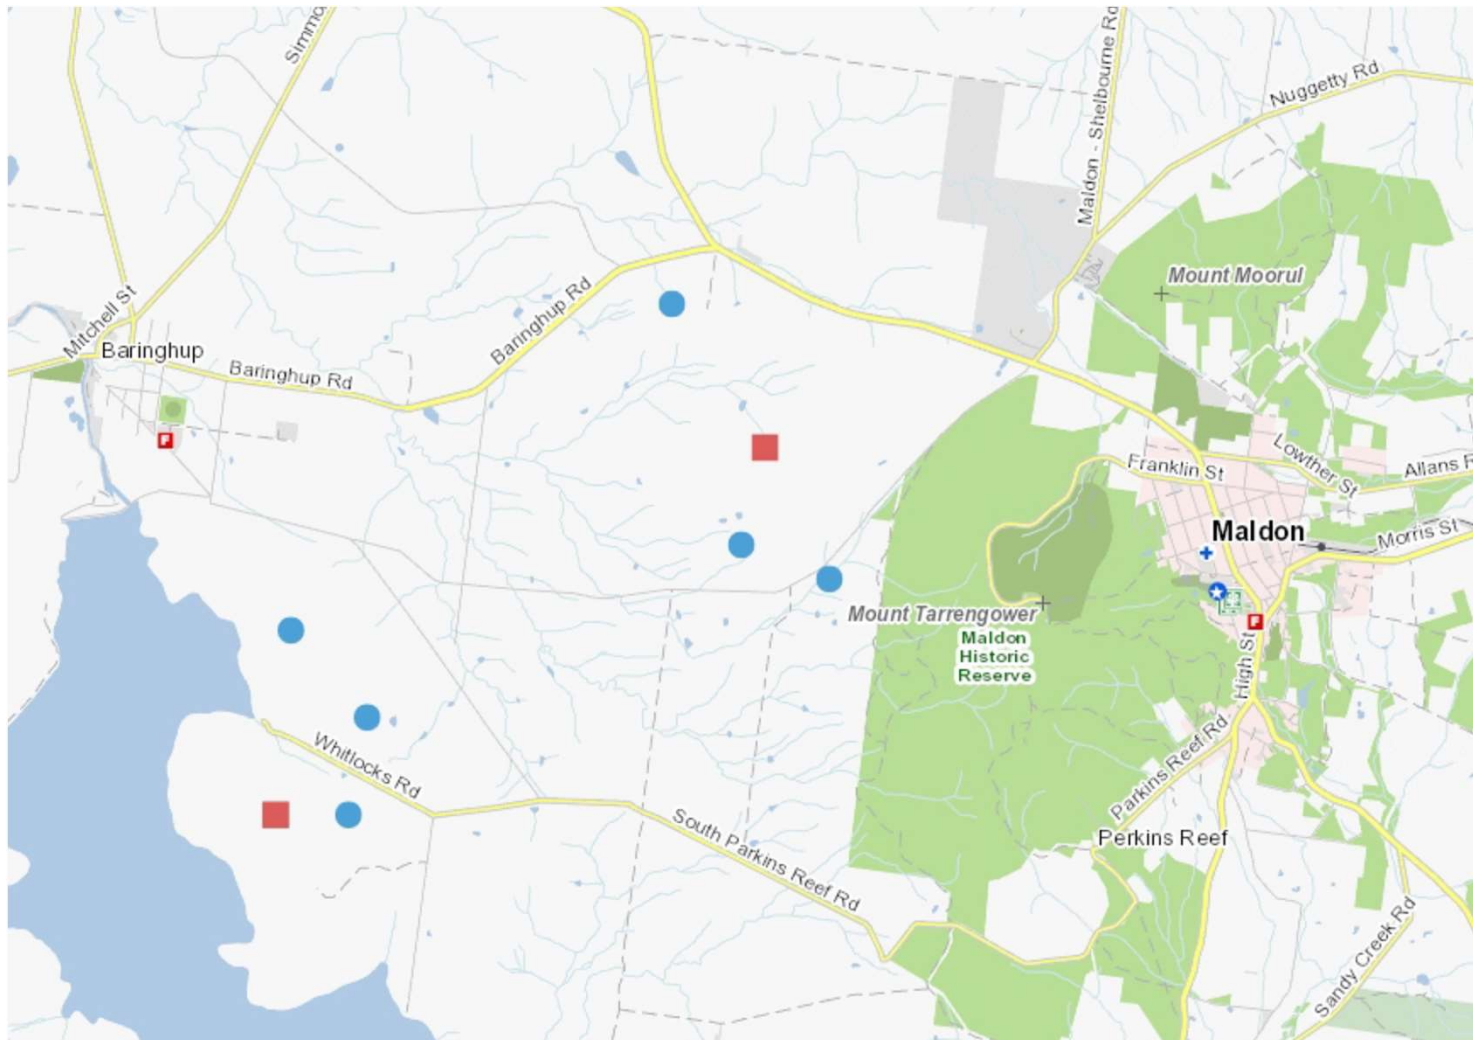 Simmo
Maldon - Shelbourne Rd
Nuggetty Rd
Mount Moorul
Mitchell St
Baringhup
Baringhup Rd
Baringhup Rd
F
Franklin St
Lowther St
Allans R
Maldon
Morris St
Mount Tarrengower
Maldon
Historic
Reserve
F
High St
Whitlocks Rd
Parkins Reef Rd
South Parkins Reef Rd
Perkins Reef
Sandy Creek Rd